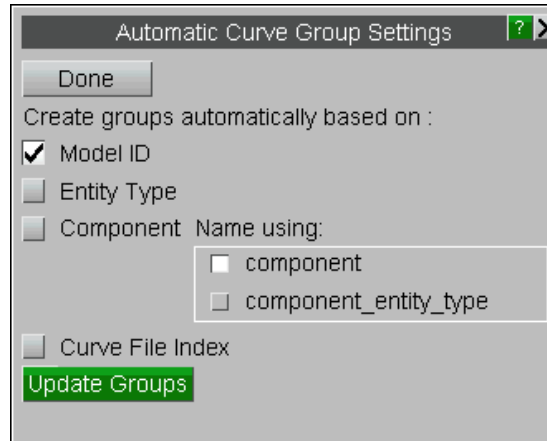 Automatic Curve Group Settings ? X
Done
Create groups automatically based on :
Model ID
Entity Type
Component Name using:
component
component_entity_type
Curve File Index
Update Groups